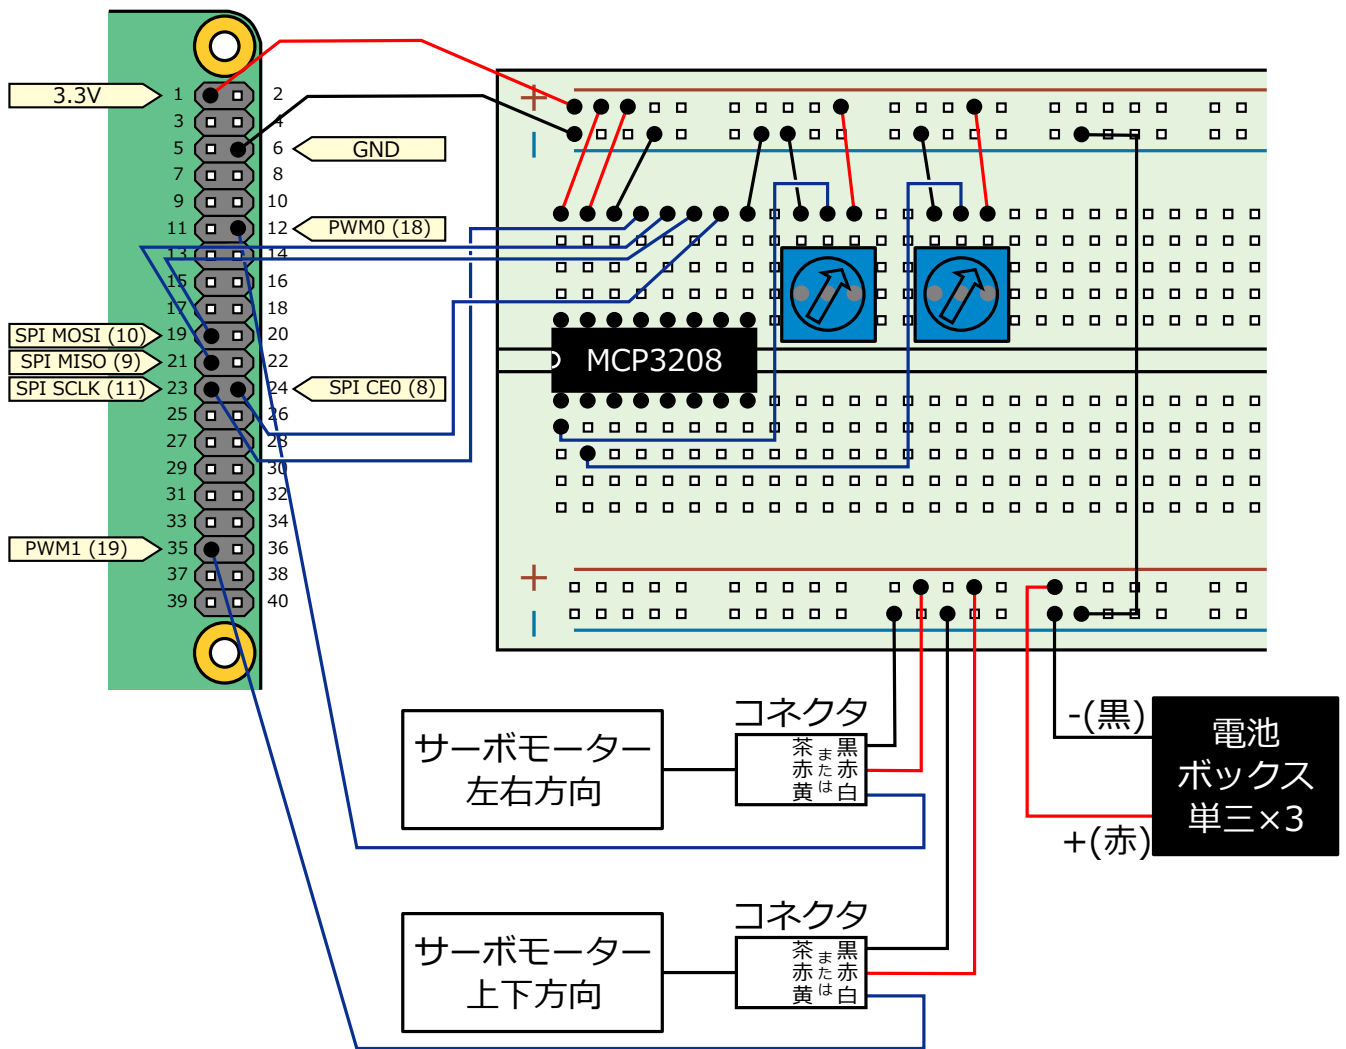 3.3V
1 2
3 4
5 6
GND
7 8
9 10
11 12
PWM0 (18)
13 14
15 16
17 18
SPI MOSI (10)
19 20
SPI MISO (9)
21 22
SPI SCLK (11)
23 24
SPI CE0 (8)
25 26
27 28
29 30
31 32
33 34
PWM1 (19)
35 36
37 38
39 40
+
-
MCP3208
+
-
コネクタ
サーボモーター
左右方向
茶 または 黒
赤 赤
黄 白
-(黒)
+(赤)
電池
ボックス
単三×3
コネクタ
サーボモーター
上下方向
茶 または 黒
赤 赤
黄 白